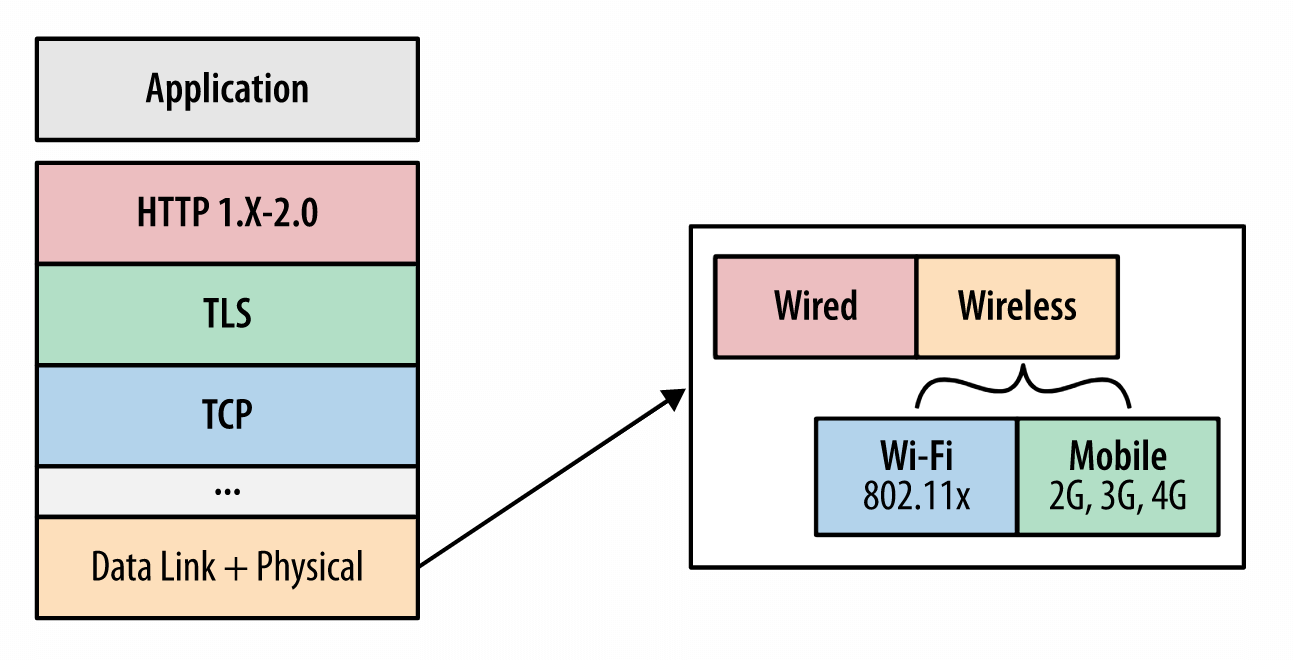 Application
HTTP 1.X-2.0
TLS
TCP
...
Data Link + Physical
Wired
Wireless
Wi-Fi
802.11x
Mobile
2G, 3G, 4G